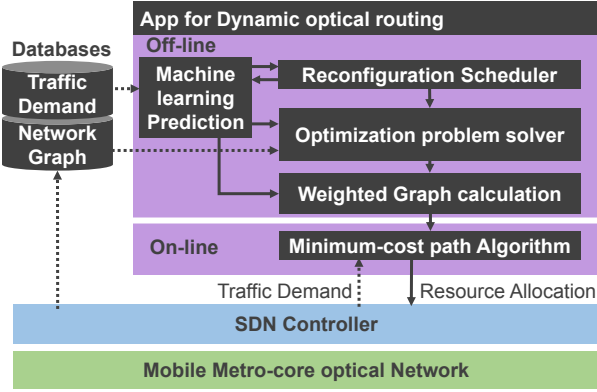 App for Dynamic optical routing
Databases
Off-line
Traffic
Demand
Network
Graph
Machine
learning
Prediction
Reconfiguration Scheduler
Optimization problem solver
Weighted Graph calculation
On-line
Minimum-cost path Algorithm
Traffic Demand
Resource Allocation
SDN Controller
Mobile Metro-core optical Network